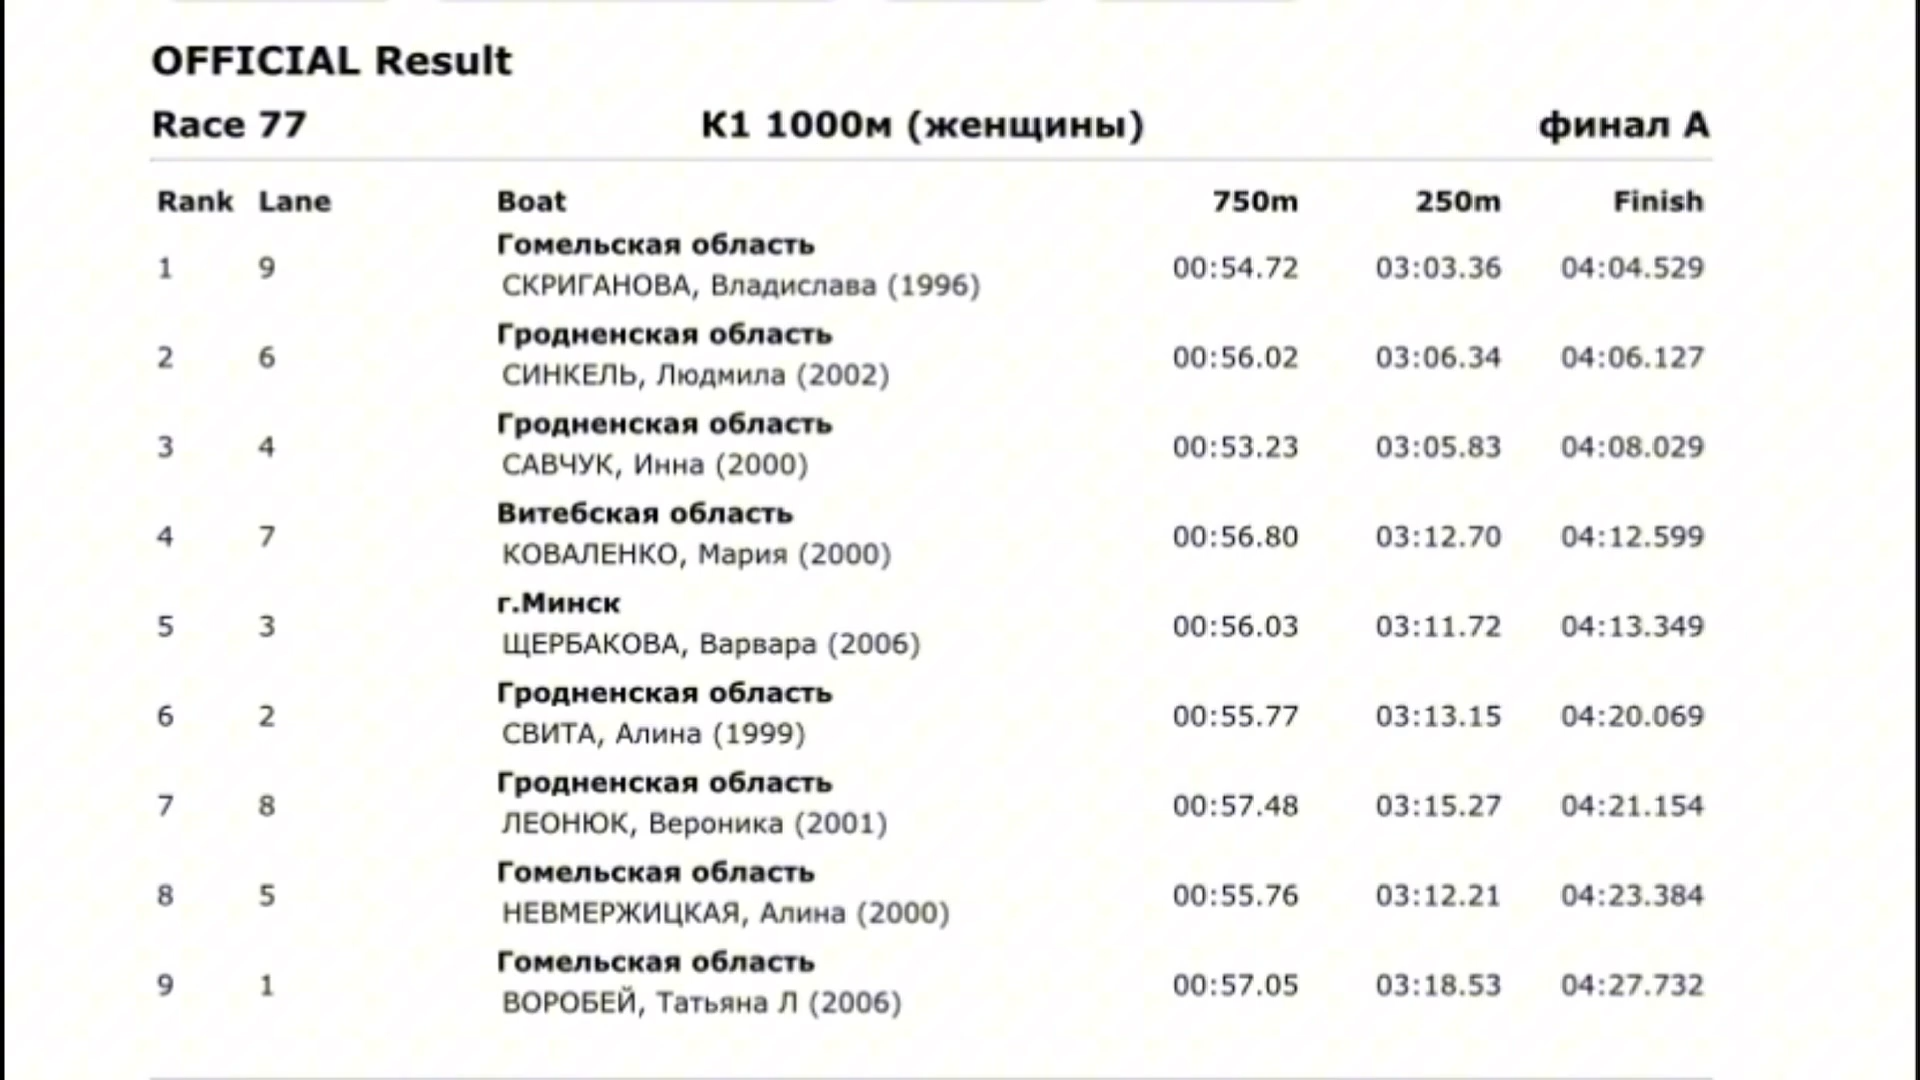 OFFICIAL Result
Race 77 К1 1000м (женщины) финал А
Rank Lane Boat 750m 250m Finish
Гомельская область
1 9 00:54.72 03:03.36 04:04.529
СКРИГАНОВА, Владислава (1996)
Гродненская область
2 6 00:56.02 03:06.34 04:06.127
СИНКЕЛЬ, Людмила (2002)
Гродненская область
3 4 00:53.23 03:05.83 04:08.029
САВЧУК, Инна (2000)
Витебская область
4 7 00:56.80 03:12.70 04:12.599
КОВАЛЕНКО, Мария (2000)
г.Минск
5 3 00:56.03 03:11.72 04:13.349
ЩЕРБАКОВА, Варвара (2006)
Гродненская область
6 2 00:55.77 03:13.15 04:20.069
СВИТА, Алина (1999)
Гродненская область
7 8 00:57.48 03:15.27 04:21.154
ЛЕОНЮК, Вероника (2001)
Гомельская область
8 5 00:55.76 03:12.21 04:23.384
НЕВМЕРЖИЦКАЯ, Алина (2000)
Гомельская область
9 1 00:57.05 03:18.53 04:27.732
ВОРОБЕЙ, Татьяна Л (2006)